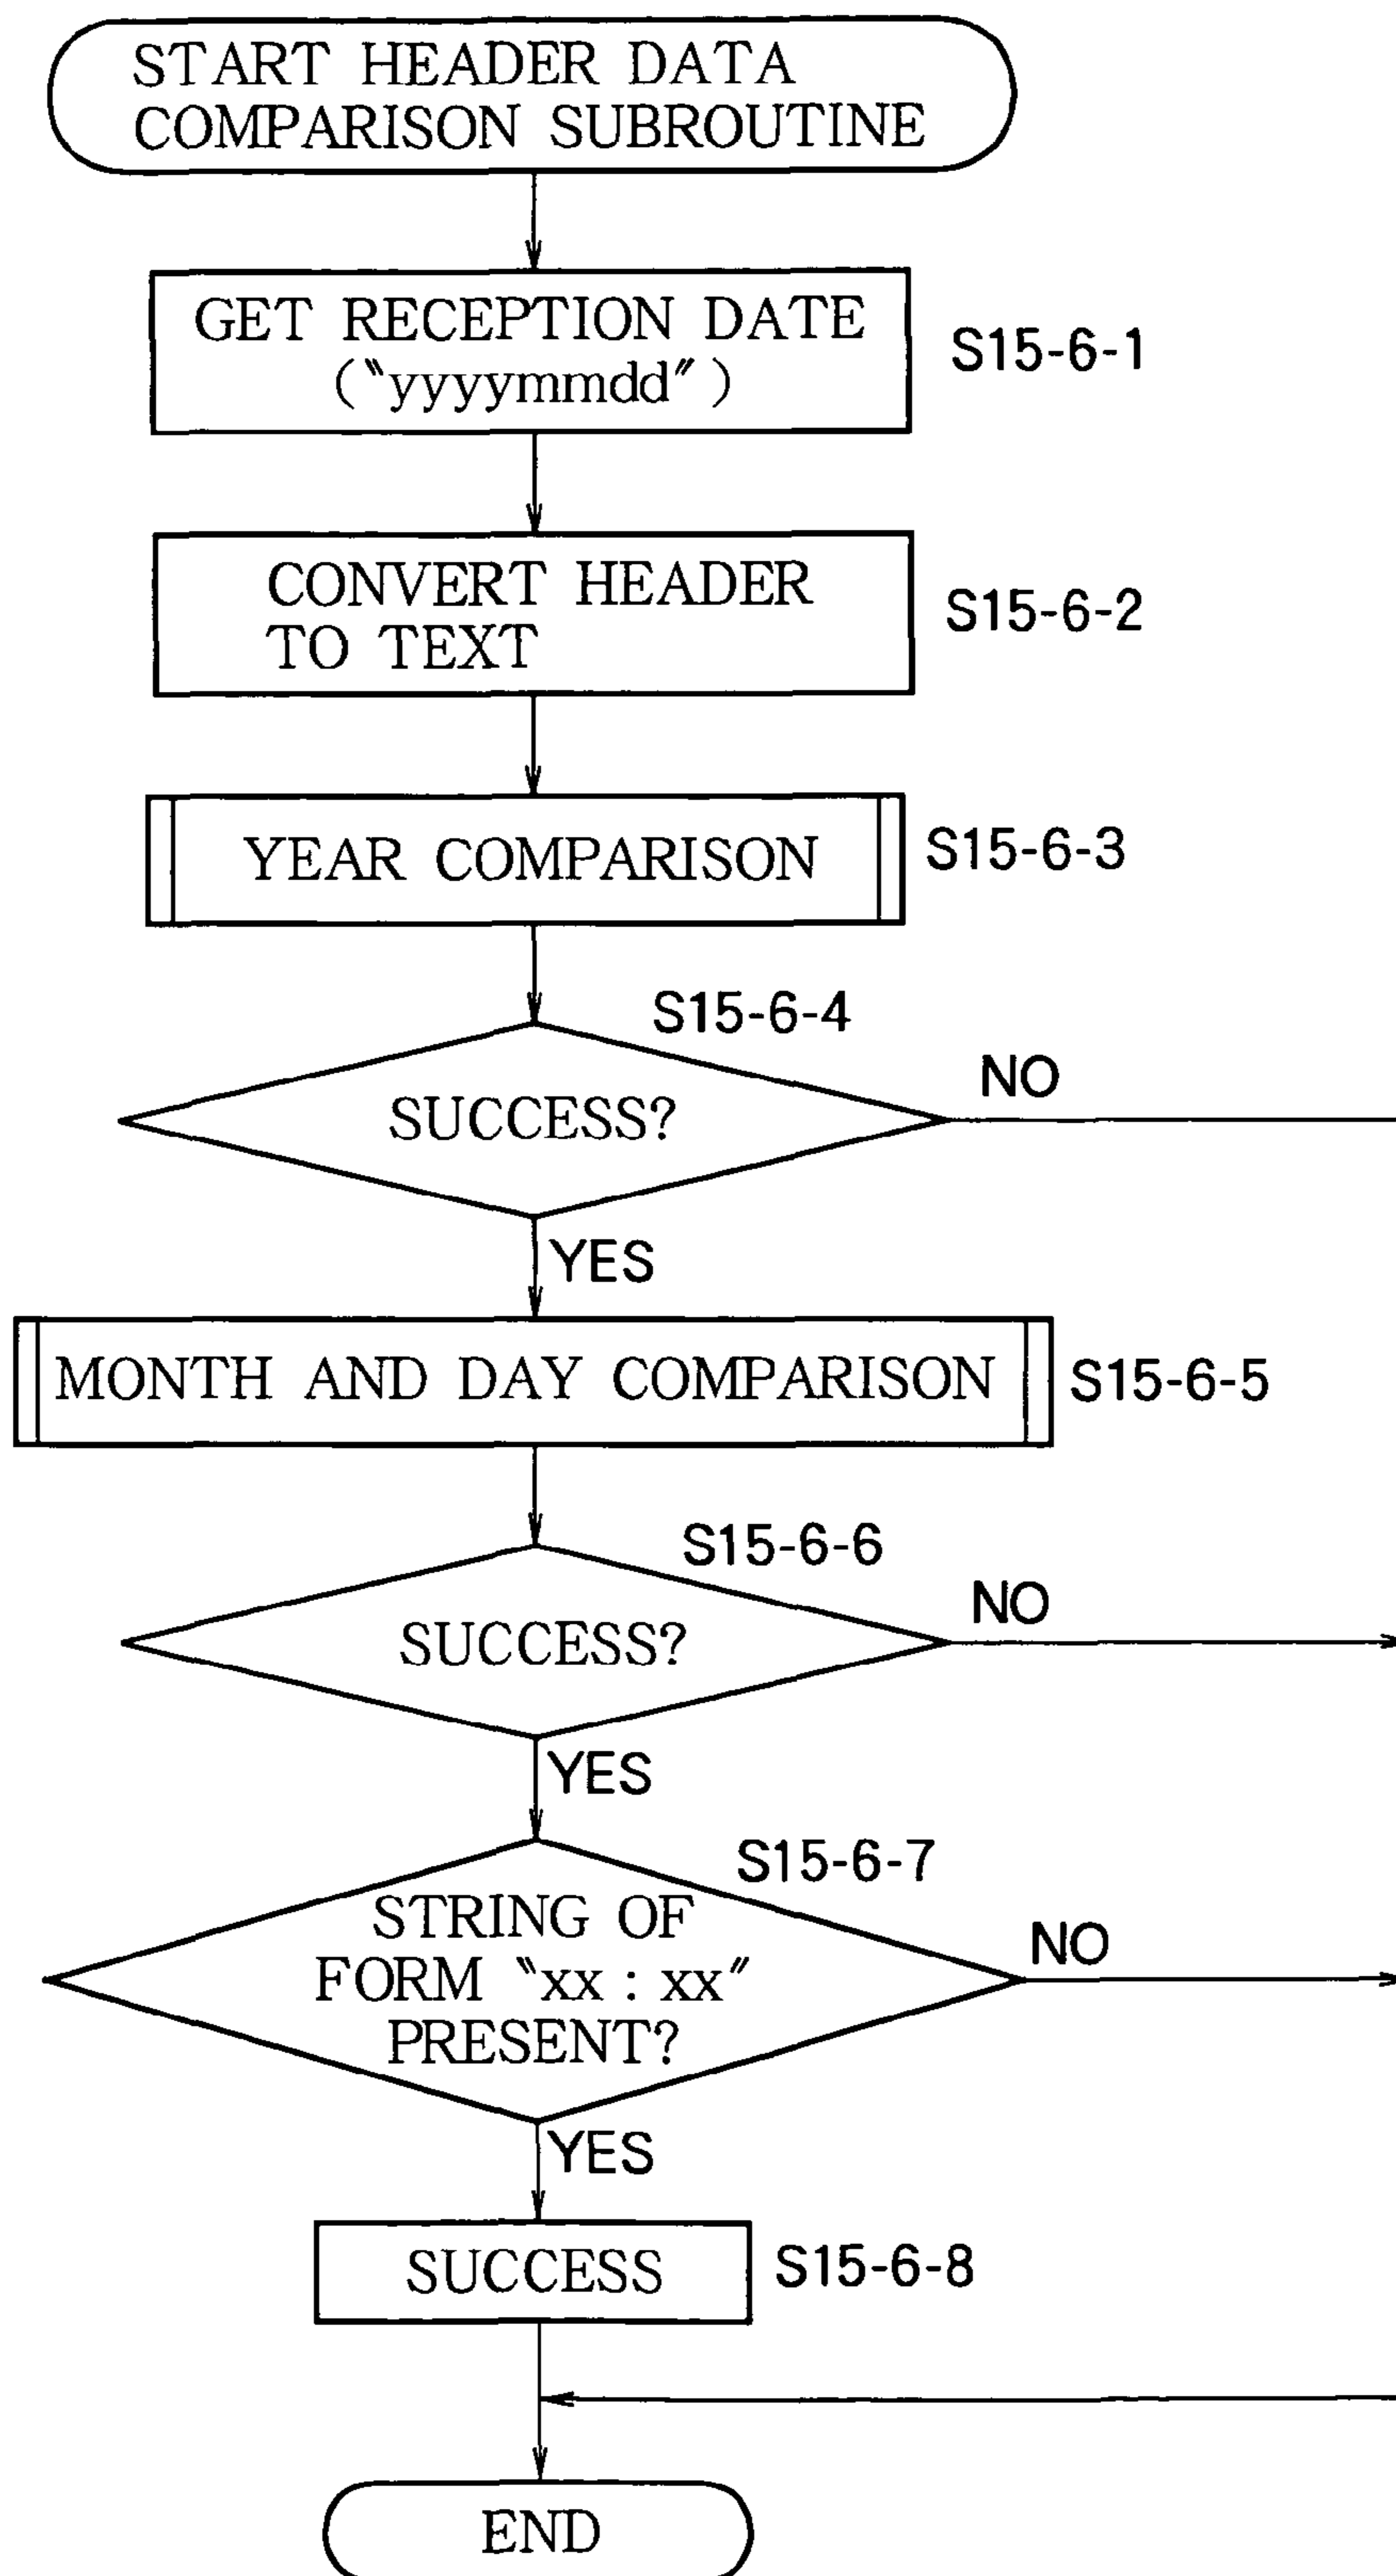 START HEADER DATA
COMPARISON SUBROUTINE
GET RECEPTION DATE
("yyyymmdd")
S15-6-1
CONVERT HEADER
TO TEXT
S15-6-2
YEAR COMPARISON
S15-6-3
S15-6-4
SUCCESS?
NO
YES
MONTH AND DAY COMPARISON
S15-6-5
S15-6-6
SUCCESS?
NO
YES
S15-6-7
STRING OF
FORM "xx : xx"
PRESENT?
NO
YES
SUCCESS
S15-6-8
END